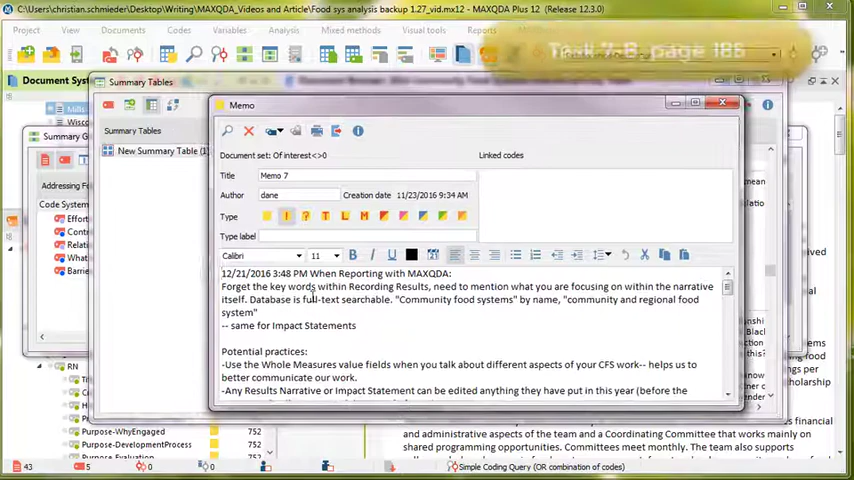 C:\Users\christian.schmieder\Desktop\Writing\MAXQDA_Videos and Article\Food sys analysis backup 1.27_vid.mx12 - MAXQDA Plus 12 (Release 12.3.0)
Project
Codes
Variables
Analysis
Mixed methods
Visual tools
Reports
Task 7-B, page 186
Document Sys
Summary Tables
Mills
Wisco
Memo
Summary G
Summary Tables
Document set: Of interest<>0
Linked codes
New Summary Table (1)
Title
Memo 7
Addressing Fo
Author
dane
Creation date
11/23/2016 9:34 AM
Code System
Effort
Type
Contr
Type label
Relati
What
Calibri
11
Barrie
12/21/2016 3:48 PM When Reporting with MAXQDA:
Forget the key words within Recording Results, need to mention what you are focusing on within the narrative
itself. Database is full-text searchable. "Community food systems" by name, "community and regional food
system"
-- same for Impact Statements
Potential practices:
-Use the Whole Measures value fields when you talk about different aspects of your CFS work-- helps us to
better communicate our work.
-Any Results Narrative or Impact Statement can be edited anything they have put in this year (before the
RN
Purpose-WhyEngaged
752
Purpose-DevelopmentProcess
752
Purpose-Evaluation
752
financial
and administrative aspects of the team and a Coordinating Committee that works mainly on
shared programming opportunities. Committees meet monthly. The team also supports
43
5
0
0
0
0
Simple Coding Query (OR combination of codes)